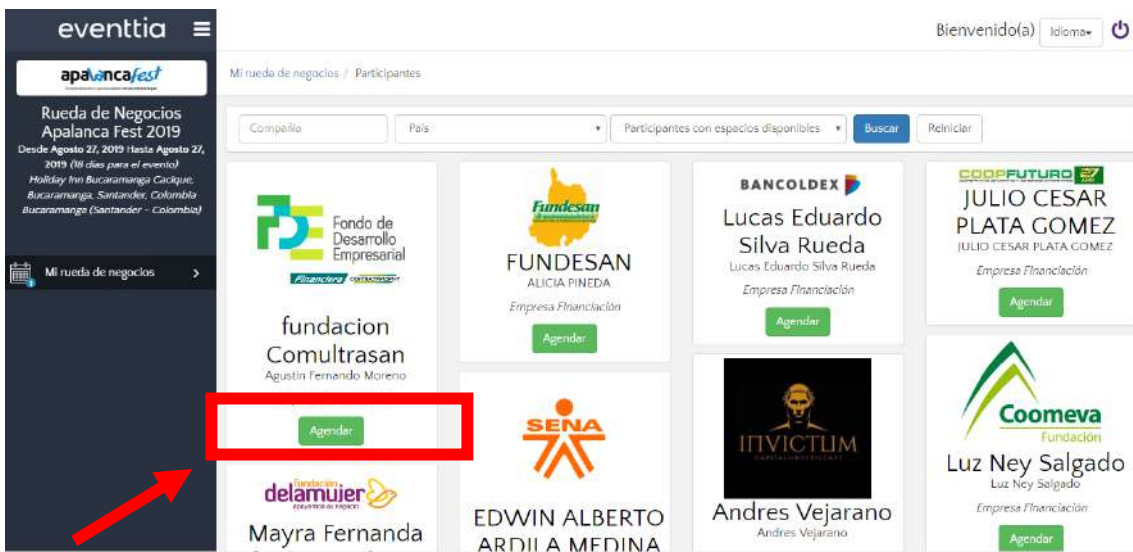 eventtia
Bienvenido(a)
Idioma
apalancafest
Mi rueda de negocios / Participantes
Rueda de Negocios
Apalanca Fest 2019
Desde Agosto 27, 2019 Hasta Agosto 27,
2019 (18 días para el evento)
Holiday Inn Bucaramanga Cacique,
Bucaramanga, Santander, Colombia
Bucaramanga (Santander - Colombia)
Mi rueda de negocios
Compañía
País
Participantes con espacios disponibles
Buscar
Reiniciar
FDE
Fondo de
Desarrollo
Empresarial
Financiera comultrasan
fundacion
Comultrasan
Agustin Fernando Moreno
Agendar
Fundación
delamujer
Mayra Fernanda
Fundesan
FUNDESAN
ALICIA PINEDA
Empresa Financiación
Agendar
SENA
EDWIN ALBERTO
ARDILA MEDINA
BANCOLDEX
Lucas Eduardo
Silva Rueda
Lucas Eduardo Silva Rueda
Empresa Financiación
Agendar
INVICTUM
Andres Vejarano
Andres Vejarano
COOPFUTURO
JULIO CESAR
PLATA GOMEZ
JULIO CESAR PLATA GOMEZ
Empresa Financiación
Agendar
Coomeva
Fundación
Luz Ney Salgado
Luz Ney Salgado
Empresa Financiación
Agendar